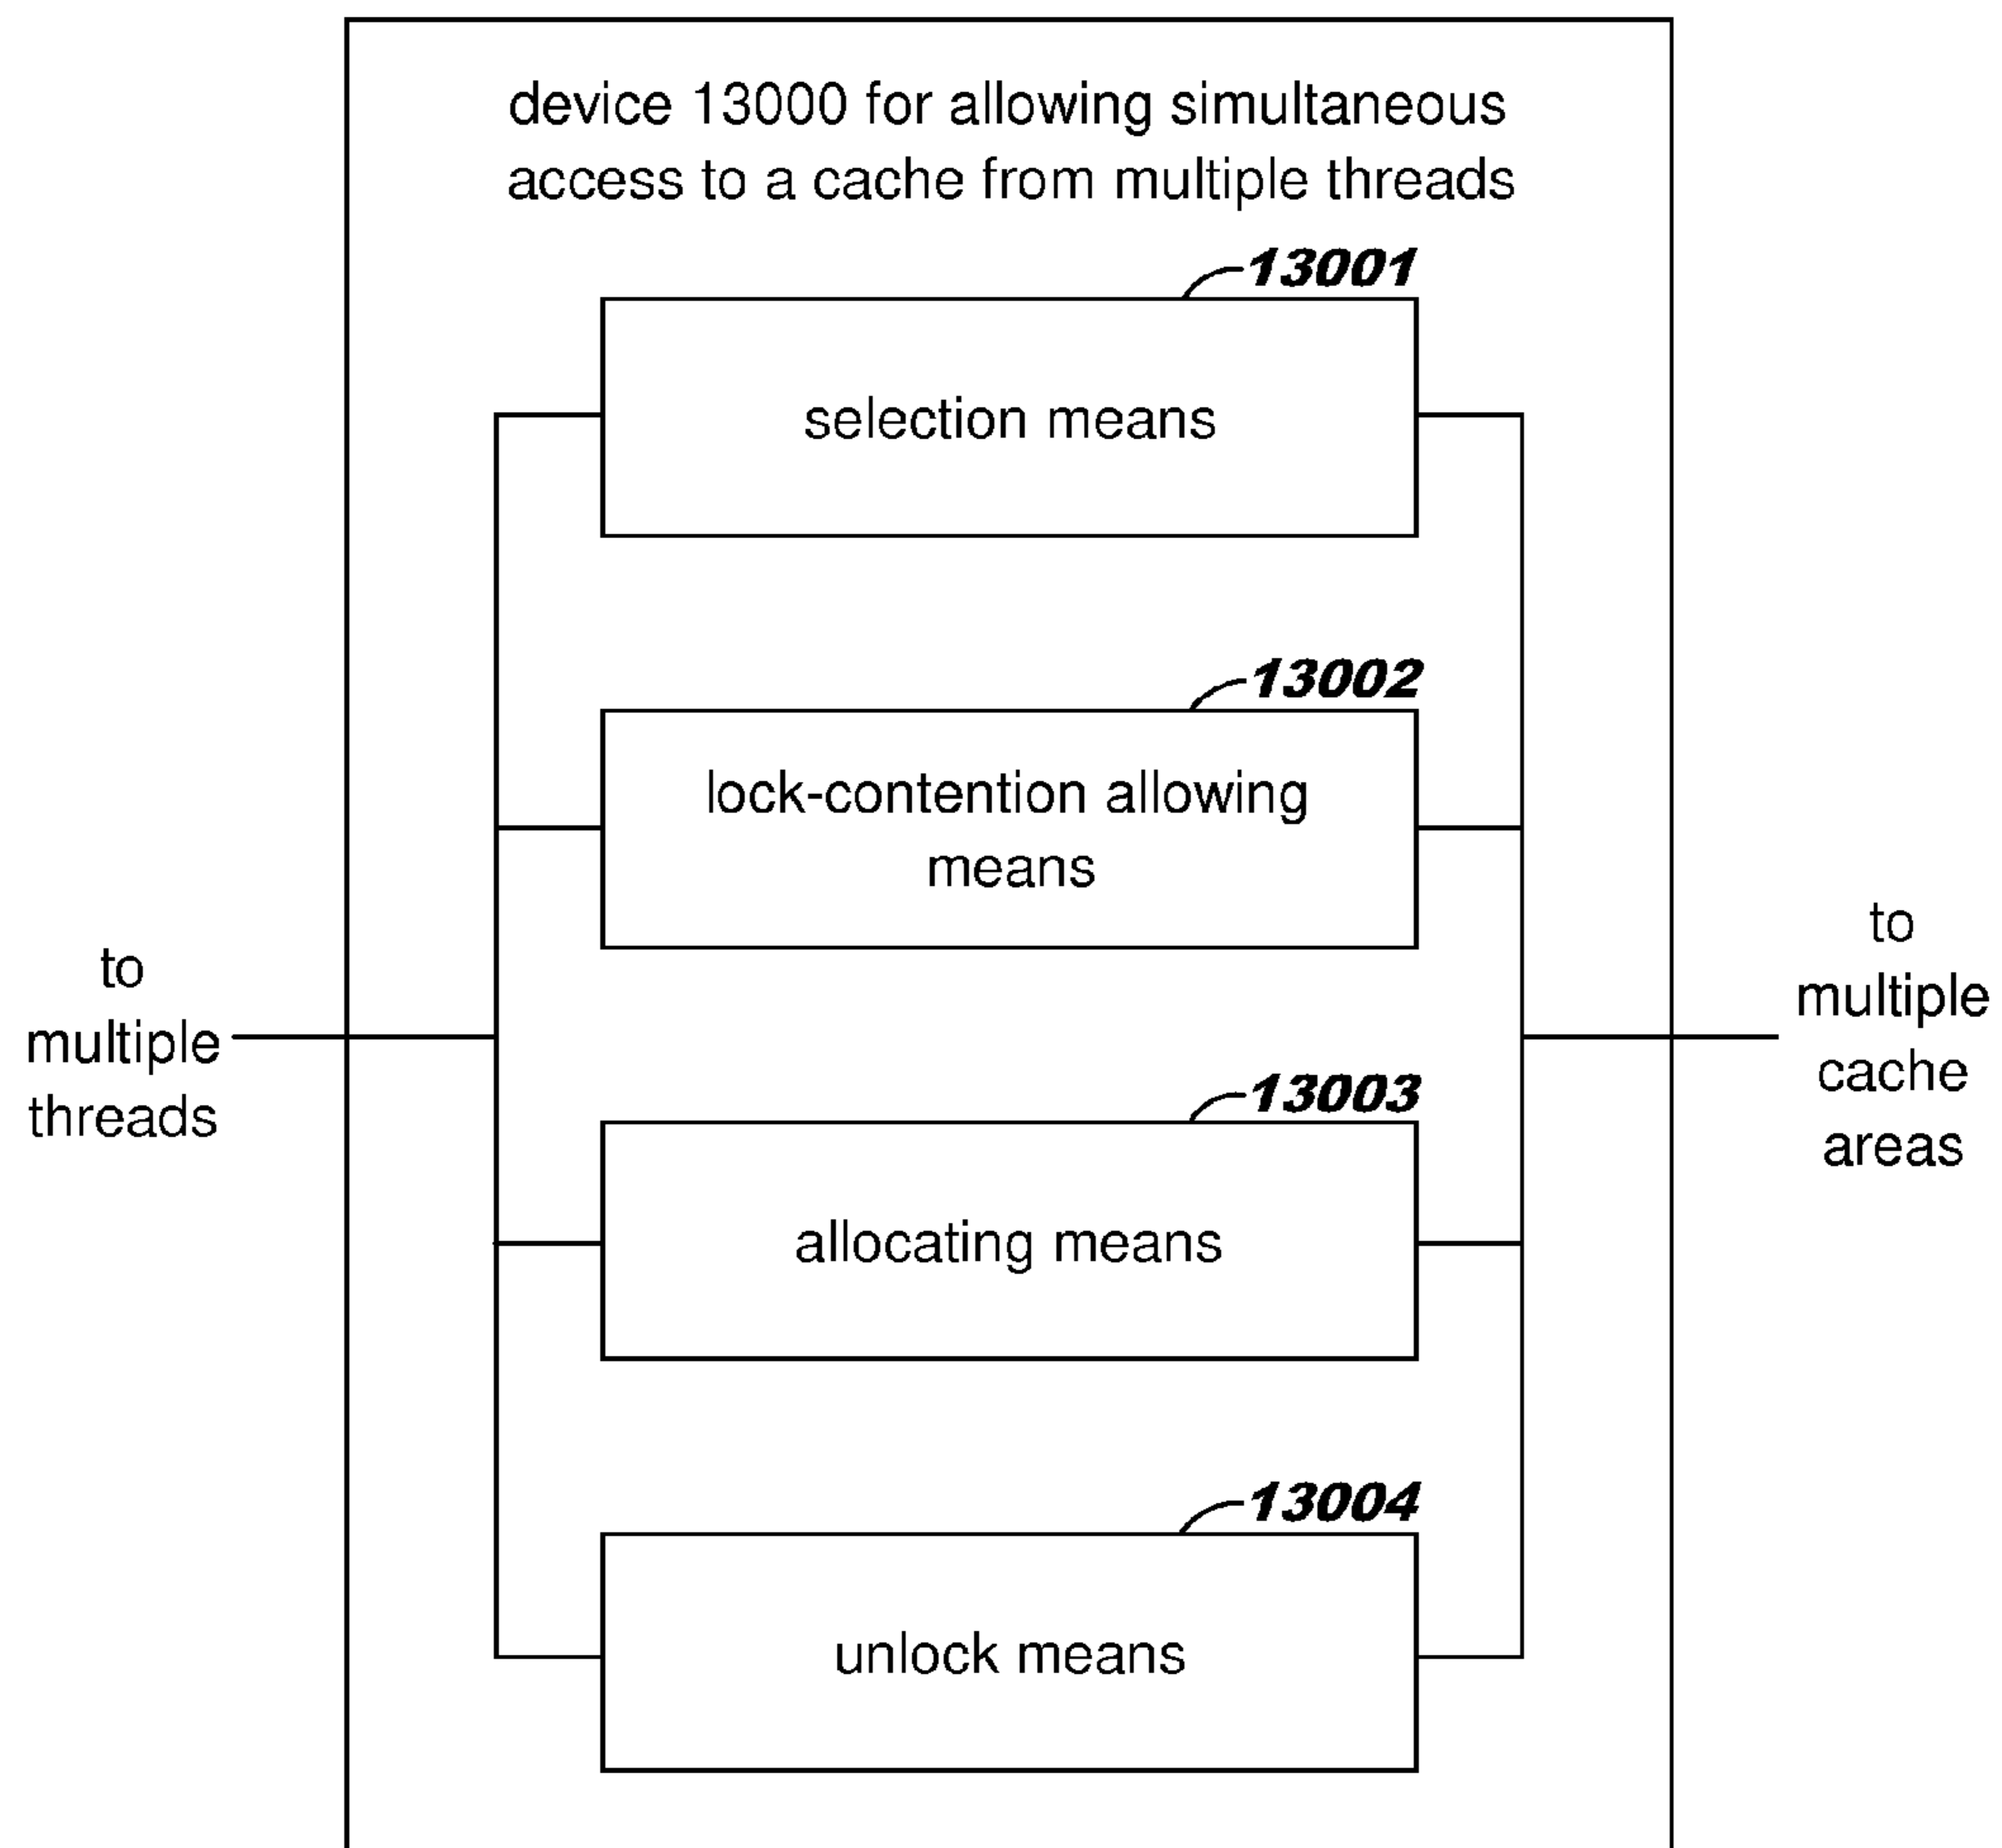 device 13000 for allowing simultaneous
access to a cache from multiple threads
13001
selection means
13002
lock-contention allowing
means
to
multiple
threads
to
multiple
cache
areas
13003
allocating means
13004
unlock means